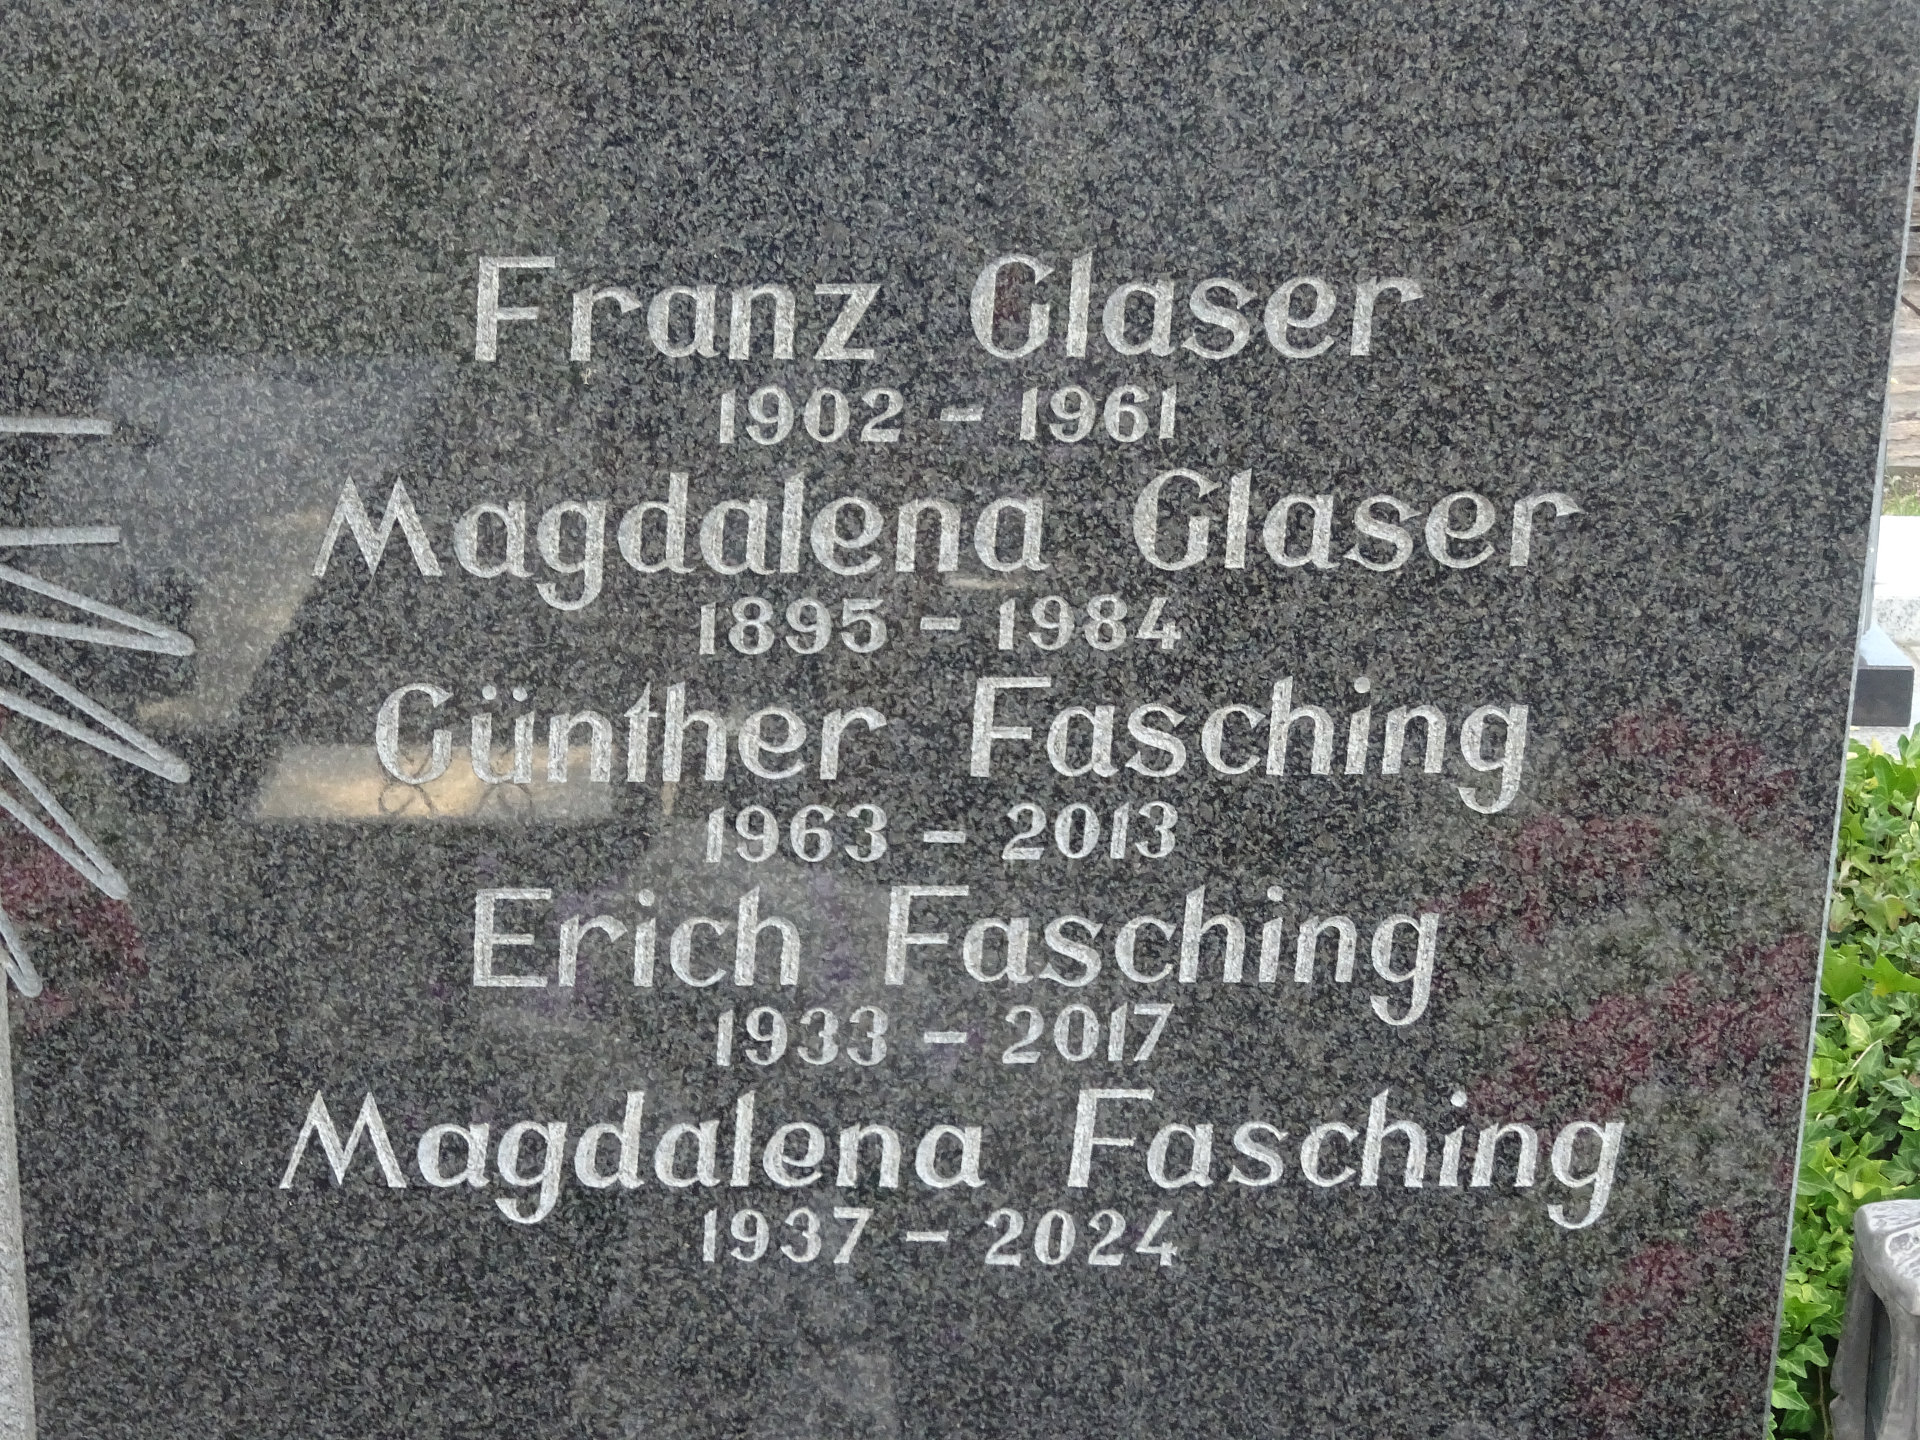 Franz Glaser
1902 - 1961
Magdalena Glaser
1895 - 1984
Günther Fasching
1963 - 2013
Erich Fasching
1933 - 2017
Magdalena Fasching
1937 - 2024